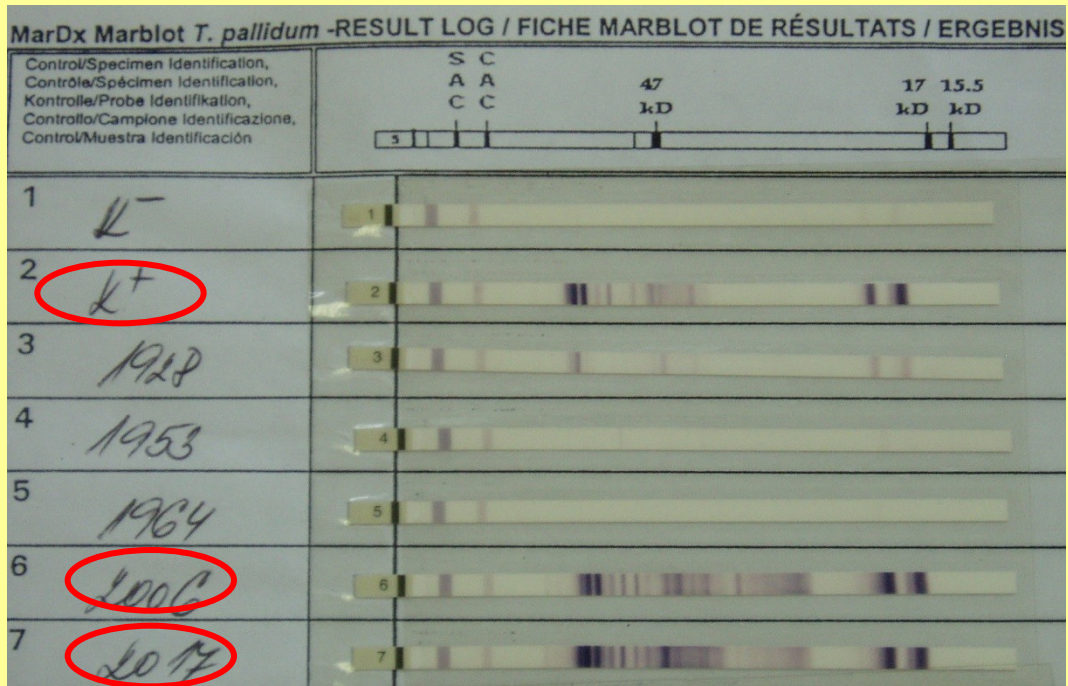 MarDx Marblot T. pallidum -RESULT LOG / FICHE MARBLOT DE RÉSULTATS / ERGEBNIS
Control/Specimen Identification,
Contrôle/Spécimen Identification,
Kontrolle/Probe Identifikation,
Controllo/Campione Identificazione,
Control/Muestra Identificación
S C
A A
C C
47
kD
17 15.5
kD kD
5
1 K- 1
2 K+ 2
3 1928 3
4 1953 4
5 1964 5
6 2006 6
7 2017 7